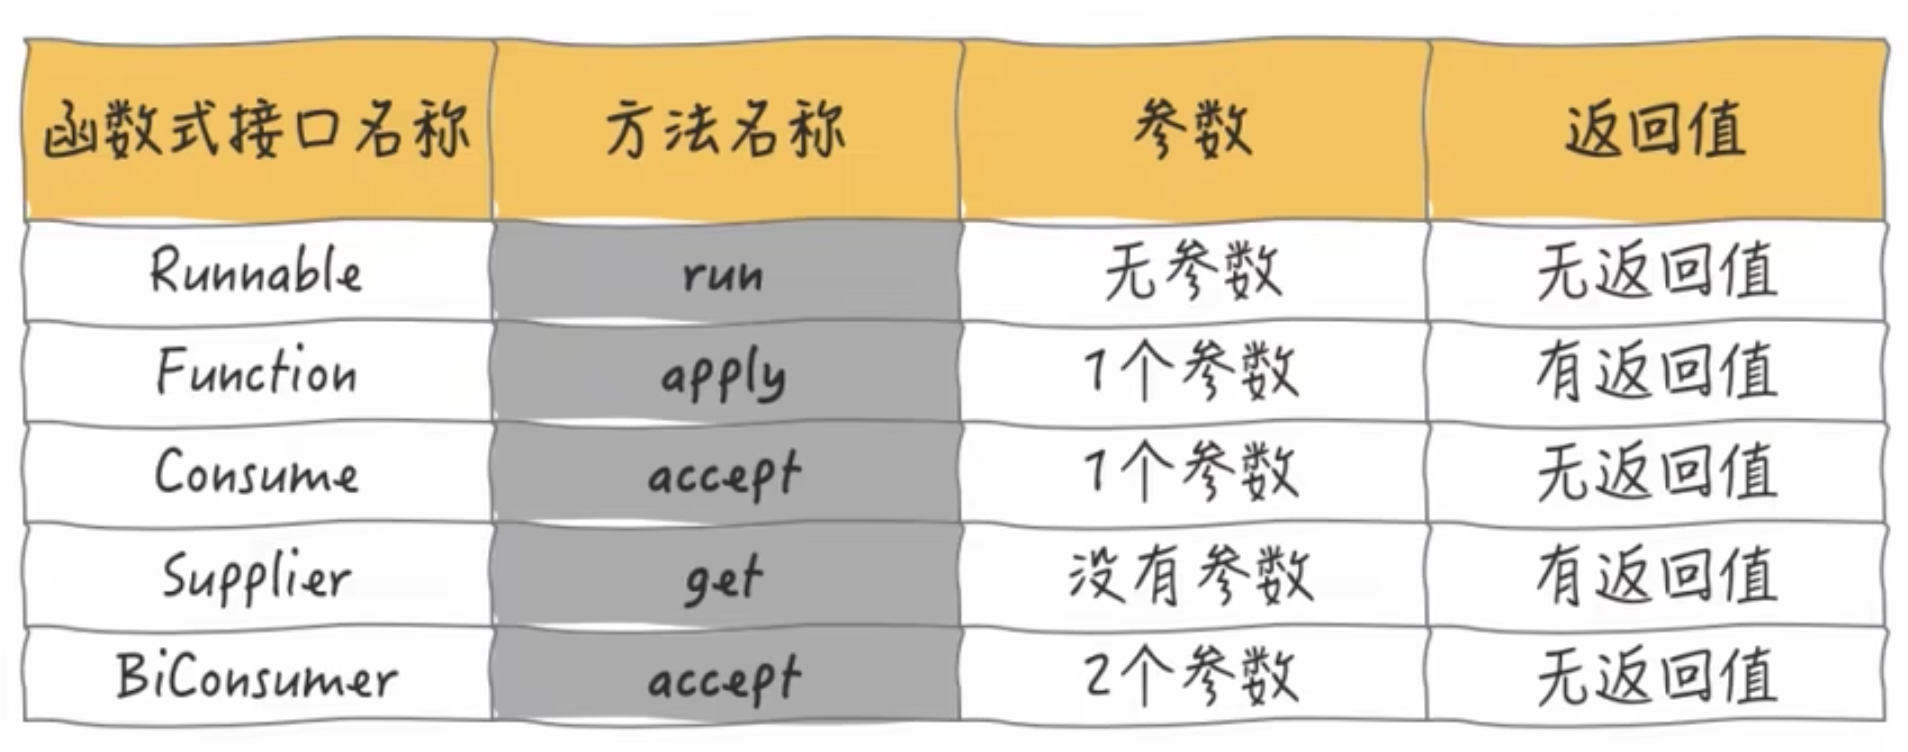 函数式接口名称 方法名称 参数 返回值
Runnable run 无参数 无返回值
Function apply 1个参数 有返回值
Consume accept 1个参数 无返回值
Supplier get 没有参数 有返回值
BiConsumer accept 2个参数 无返回值